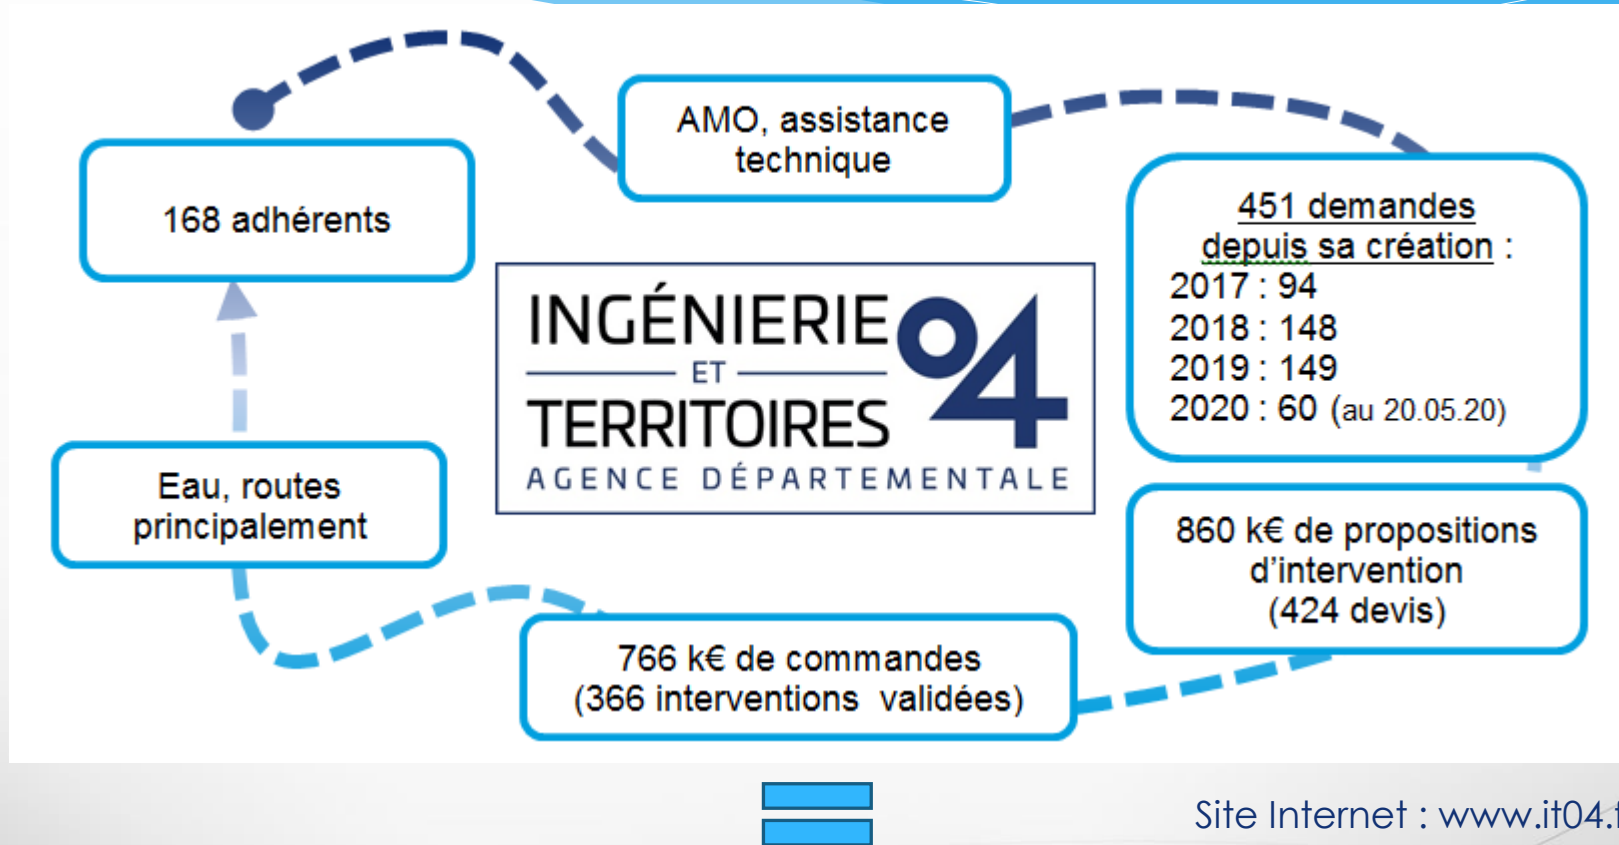 168 adhérents
AMO, assistance
technique
451 demandes
depuis sa création :
2017 : 94
2018 : 148
2019 : 149
2020 : 60 (au 20.05.20)
860 k€ de propositions
d'intervention
(424 devis)
766 k€ de commandes
(366 interventions validées)
Eau, routes
principalement
INGÉNIERIE 04
ET
TERRITOIRES
AGENCE DÉPARTEMENTALE
Site Internet : www.it04.f